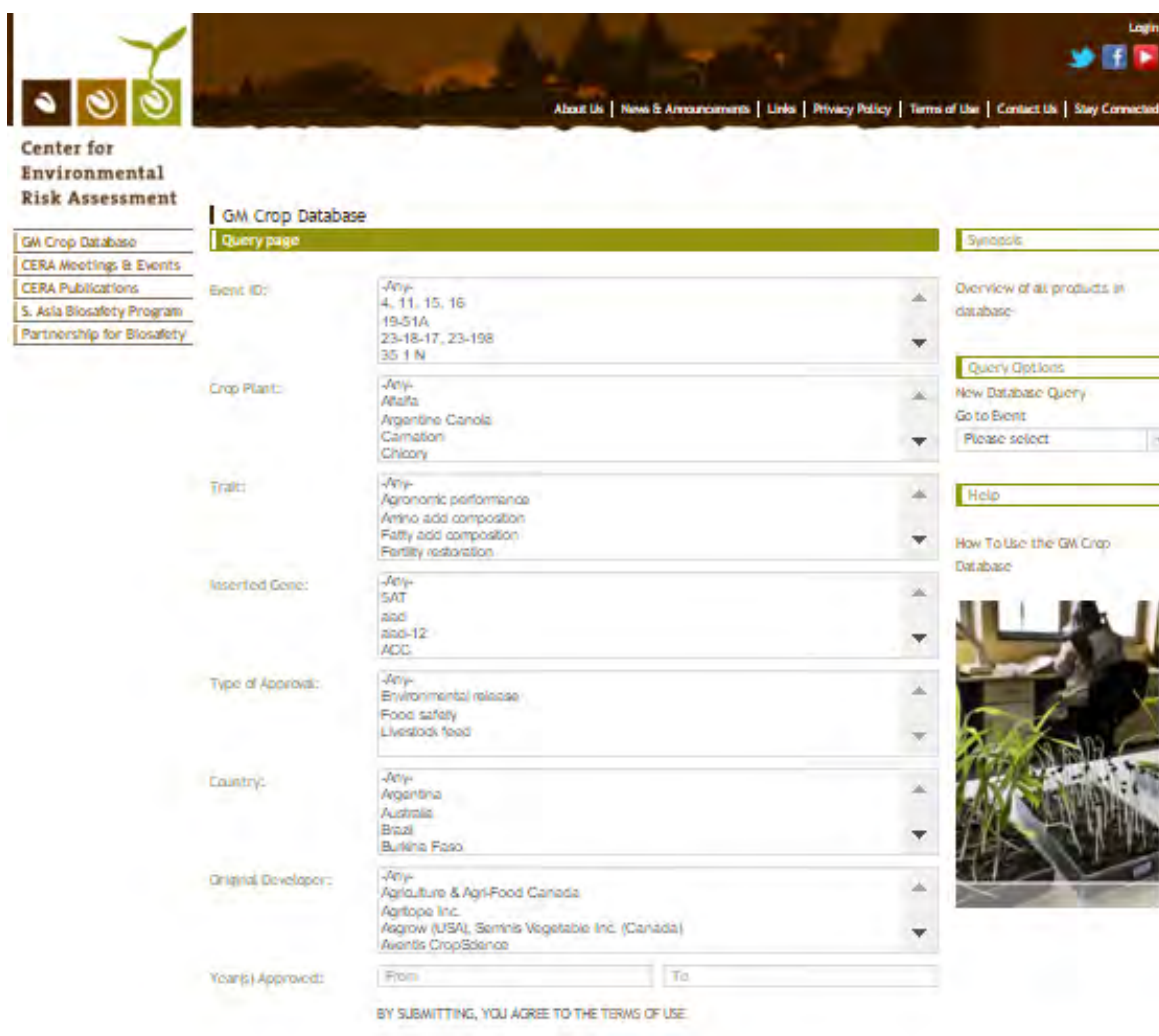 Login
About Us | News & Announcements | Links | Privacy Policy | Terms of Use | Contact Us | Stay Connected
Center for
Environmental
Risk Assessment
GM Crop Database
CERA Meetings & Events
CERA Publications
S. Asia Biosafety Program
Partnership for Biosafety
GM Crop Database
Query page
Event ID:
-Any-
4, 11, 15, 16
19-51A
23-18-17, 23-198
35 1 N
Crop Plant:
-Any-
Alfalfa
Argentine Canola
Carnation
Chicory
Trait:
-Any-
Agronomic performance
Amino acid composition
Fatty acid composition
Fertility restoration
Inserted Gene:
-Any-
SAT
aad
aad-12
ACC
Type of Approval:
-Any-
Environmental release
Food safety
Livestock feed
Country:
-Any-
Argentina
Australia
Brazil
Burkina Faso
Original Developer:
-Any-
Agriculture & Agri-Food Canada
Agritope Inc.
Asgrow (USA), Seminis Vegetable Inc. (Canada)
Aventis CropScience
Year(s) Approved:
From
To
BY SUBMITTING, YOU AGREE TO THE TERMS OF USE.
Synopsis
Overview of all products in
database
Query Options
New Database Query
Go to Event
Please select
Help
How To Use the GM Crop
Database